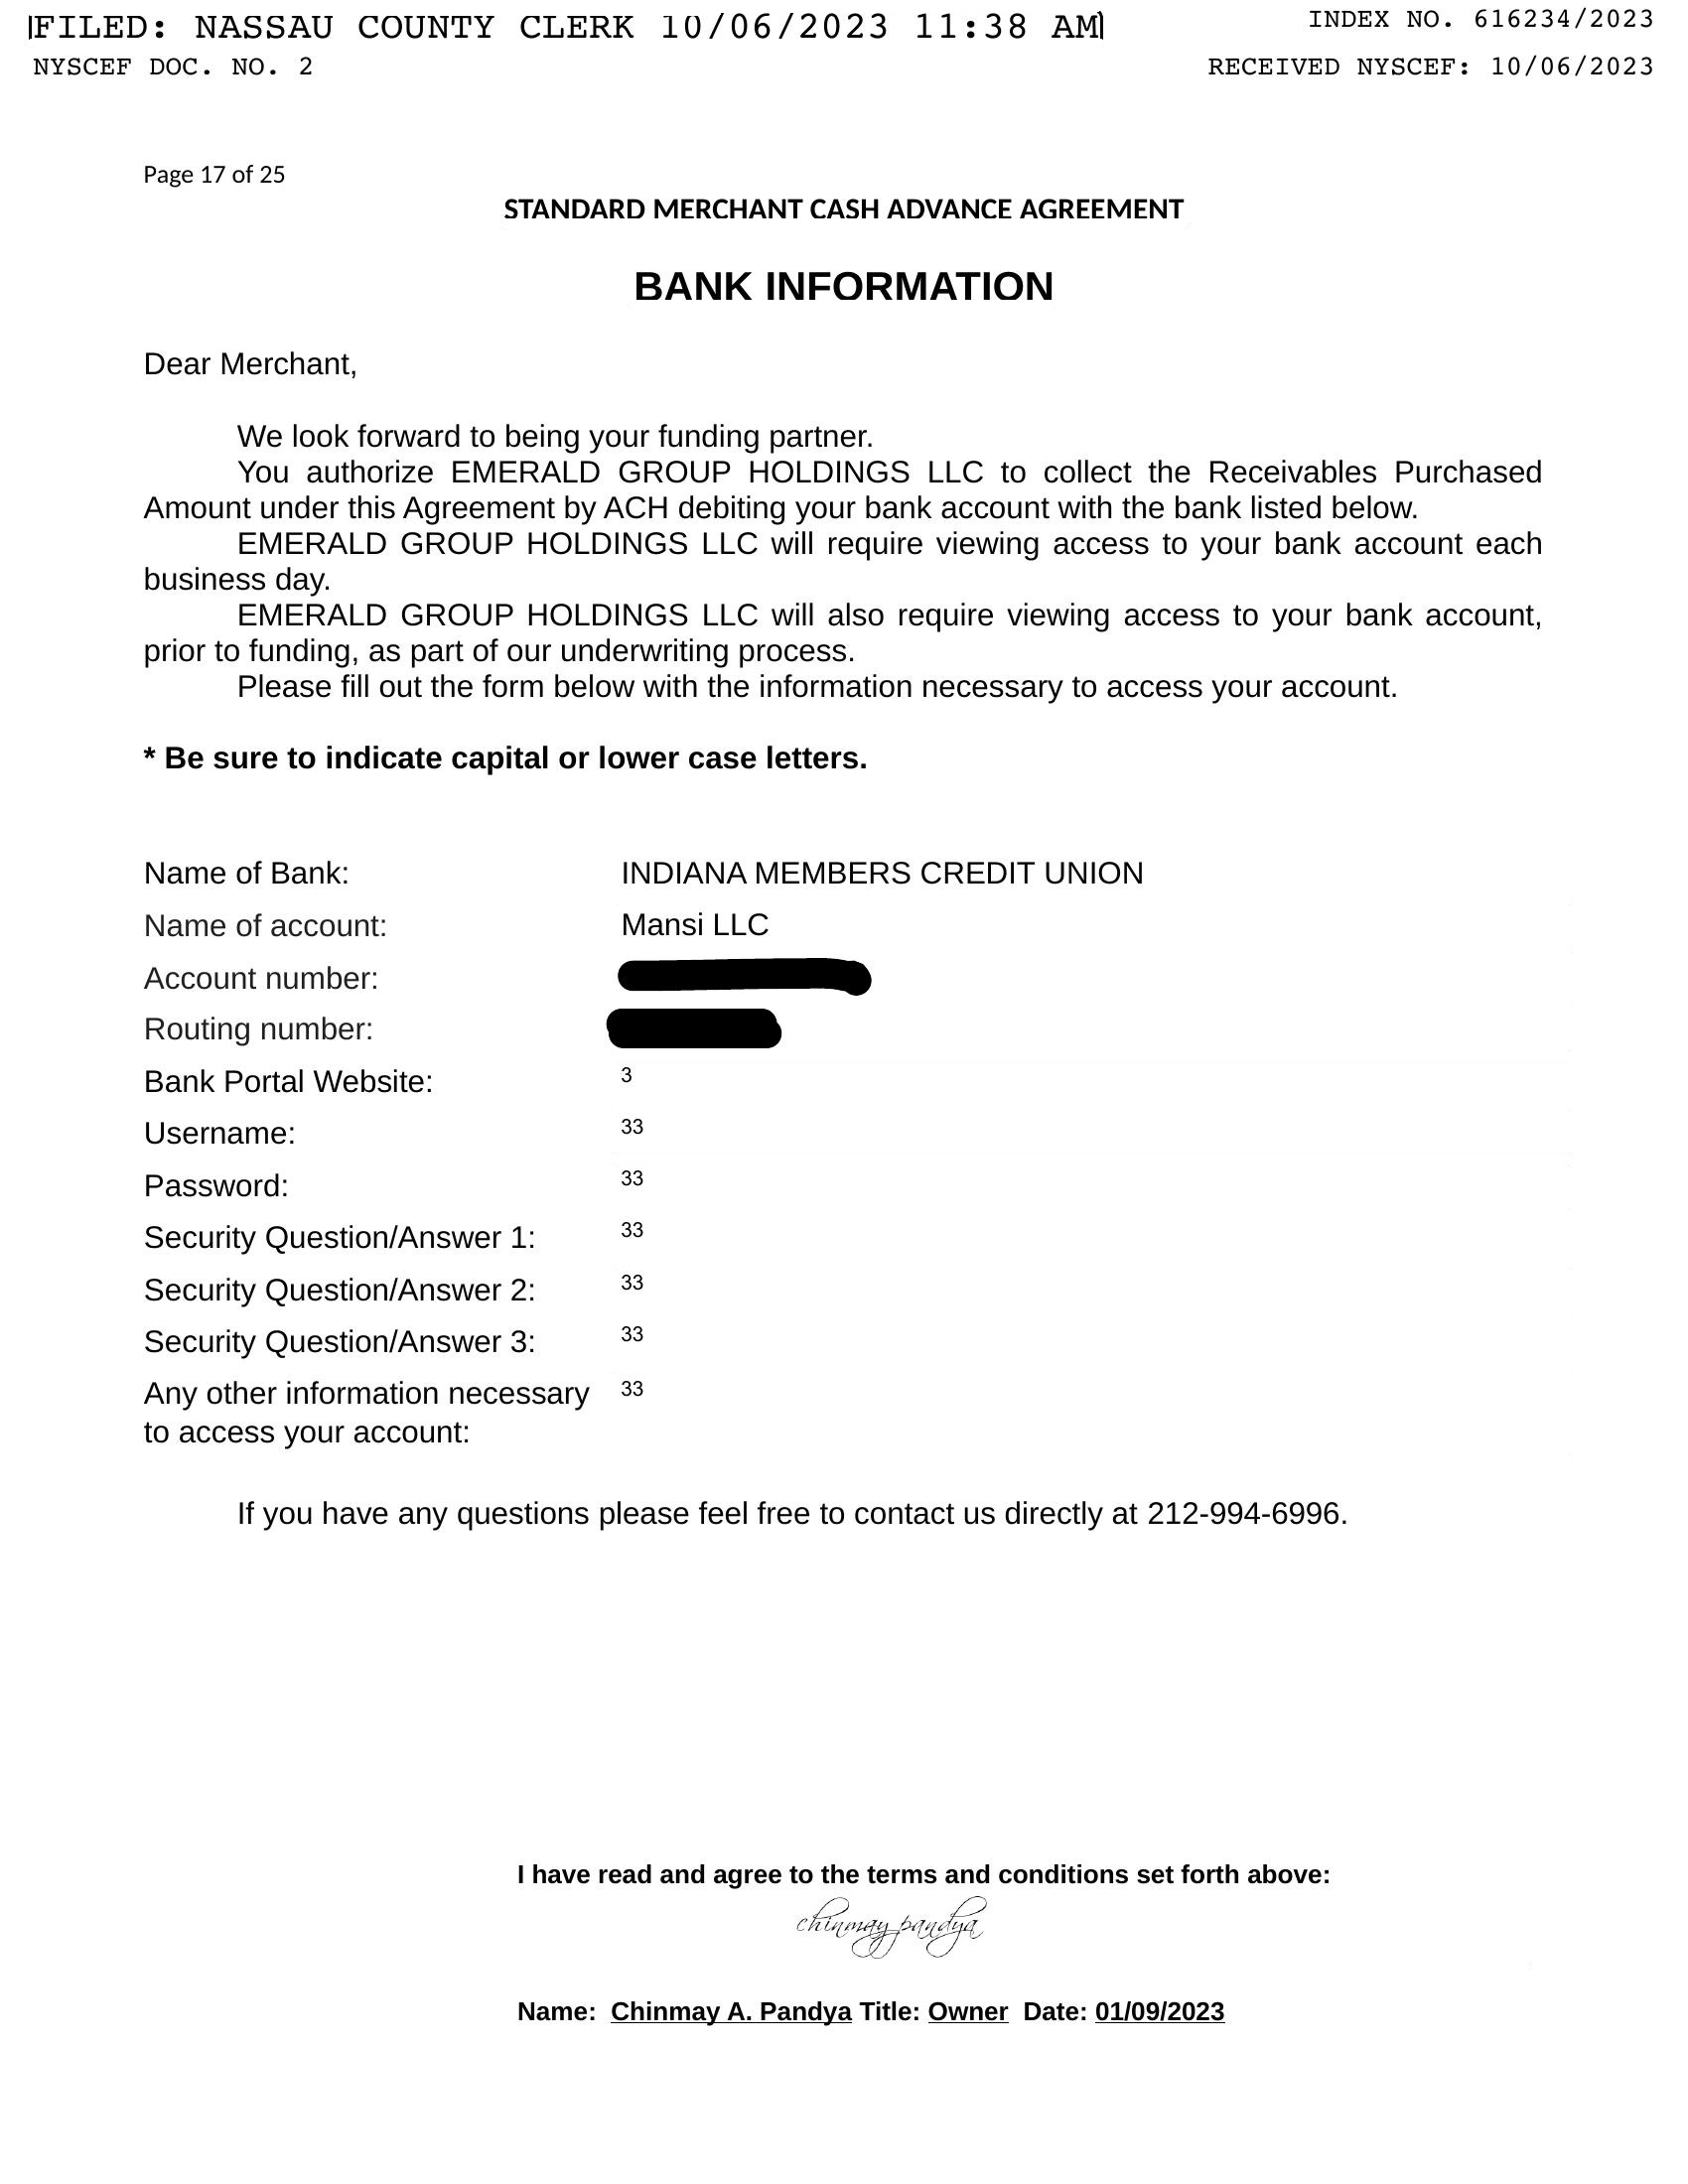 FILED: NASSAU COUNTY CLERK 10/06/2023 11:38 AM
INDEX NO. 616234/2023
NYSCEF DOC. NO. 2
RECEIVED NYSCEF: 10/06/2023
Page 17 of 25
STANDARD MERCHANT CASH ADVANCE AGREEMENT
BANK INFORMATION
Dear Merchant,
We look forward to being your funding partner.
You authorize EMERALD GROUP HOLDINGS LLC to collect the Receivables Purchased
Amount under this Agreement by ACH debiting your bank account with the bank listed below.
EMERALD GROUP HOLDINGS LLC will require viewing access to your bank account each
business day.
EMERALD GROUP HOLDINGS LLC will also require viewing access to your bank account,
prior to funding, as part of our underwriting process.
Please fill out the form below with the information necessary to access your account.
* Be sure to indicate capital or lower case letters.
Name of Bank: INDIANA MEMBERS CREDIT UNION
Name of account: Mansi LLC
Account number:
Routing number:
Bank Portal Website: 3
Username: 33
Password: 33
Security Question/Answer 1: 33
Security Question/Answer 2: 33
Security Question/Answer 3: 33
Any other information necessary 33
to access your account:
If you have any questions please feel free to contact us directly at 212-994-6996.
I have read and agree to the terms and conditions set forth above:
chinmay pandya
Name: Chinmay A. Pandya Title: Owner Date: 01/09/2023